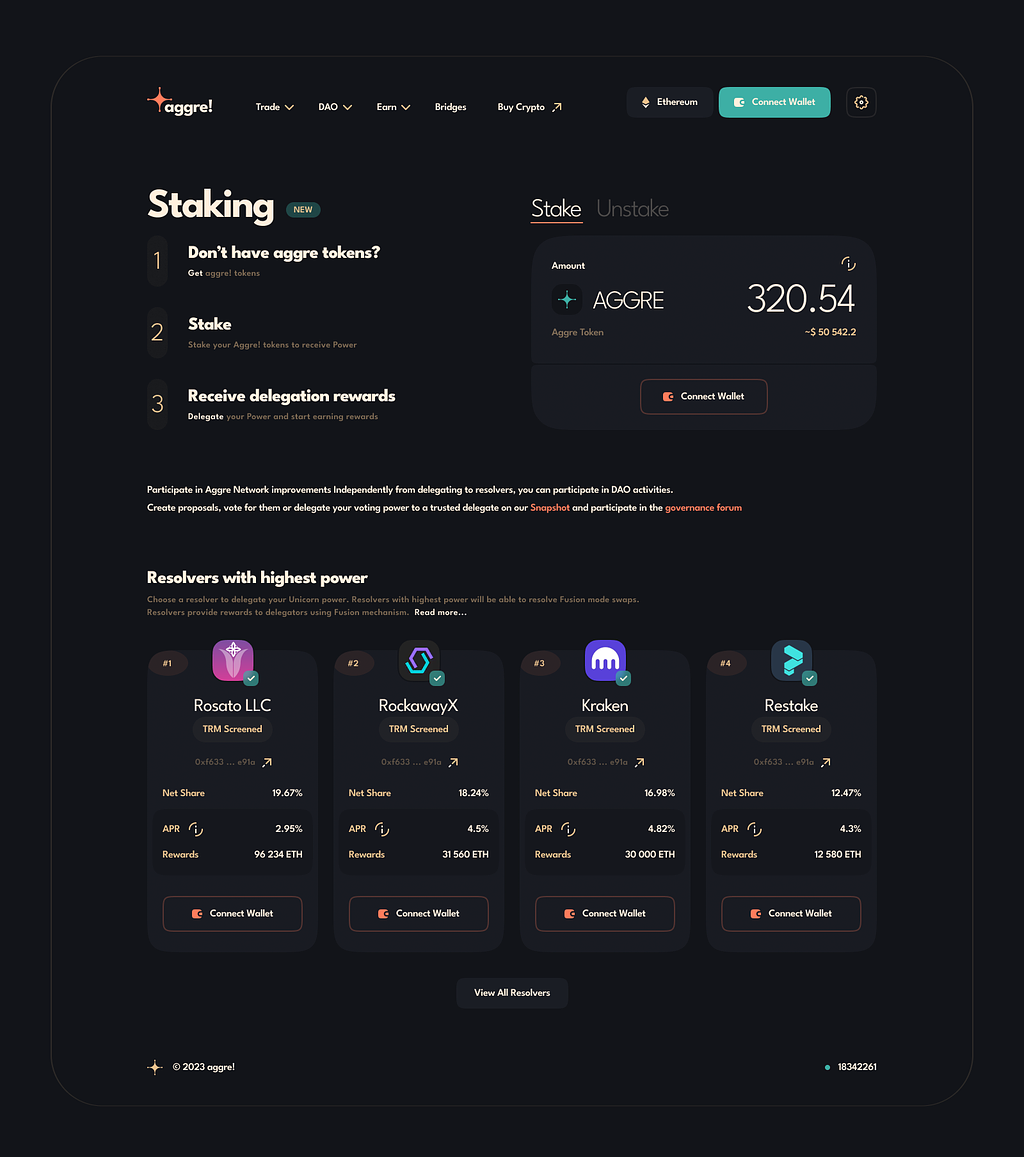 aggre!
Trade
DAO
Earn
Bridges
Buy Crypto
Ethereum
Connect Wallet
Staking
NEW
1
Don't have aggre tokens?
Get aggre! tokens
2
Stake
Stake your Aggre! tokens to receive Power
3
Receive delegation rewards
Delegate your Power and start earning rewards
Stake
Unstake
Amount
AGGRE
320.54
Aggre Token
~$ 50 542.2
Connect Wallet
Participate in Aggre Network improvements Independently from delegating to resolvers, you can participate in DAO activities.
Create proposals, vote for them or delegate your voting power to a trusted delegate on our Snapshot and participate in the governance forum
Resolvers with highest power
Choose a resolver to delegate your Unicorn power. Resolvers with highest power will be able to resolve Fusion mode swaps.
Resolvers provide rewards to delegators using Fusion mechanism. Read more...
#1
Rosato LLC
TRM Screened
0xf633 ... e91a
Net Share 19.67%
APR 2.95%
Rewards 96 234 ETH
Connect Wallet
#2
RockawayX
TRM Screened
0xf633 ... e91a
Net Share 18.24%
APR 4.5%
Rewards 31 560 ETH
Connect Wallet
#3
Kraken
TRM Screened
0xf633 ... e91a
Net Share 16.98%
APR 4.82%
Rewards 30 000 ETH
Connect Wallet
#4
Restake
TRM Screened
0xf633 ... e91a
Net Share 12.47%
APR 4.3%
Rewards 12 580 ETH
Connect Wallet
View All Resolvers
© 2023 aggre!
18342261